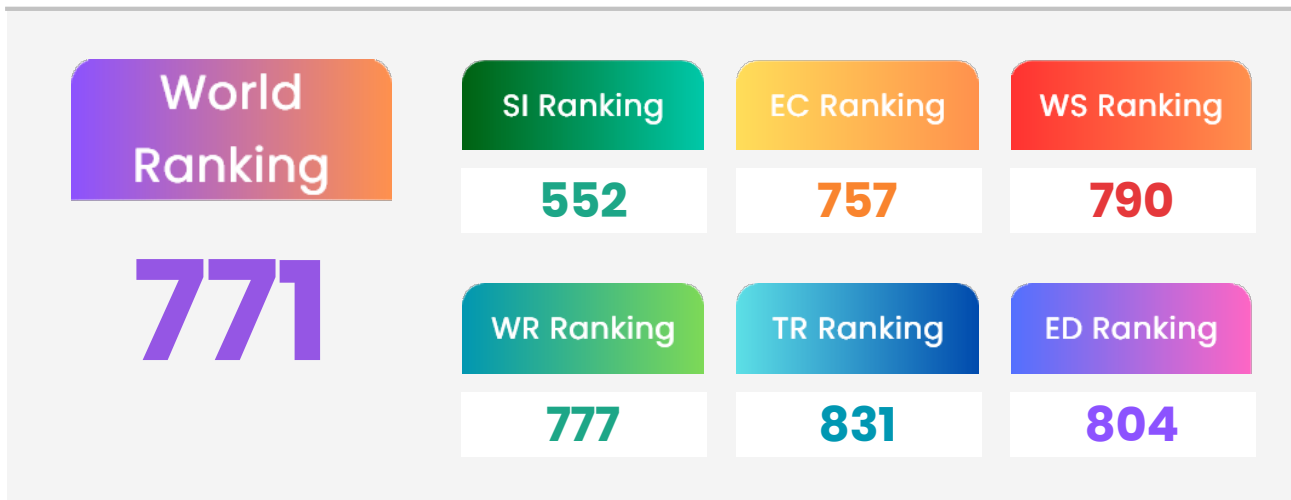 World
Ranking
771
SI Ranking
552
EC Ranking
757
WS Ranking
790
WR Ranking
777
TR Ranking
831
ED Ranking
804